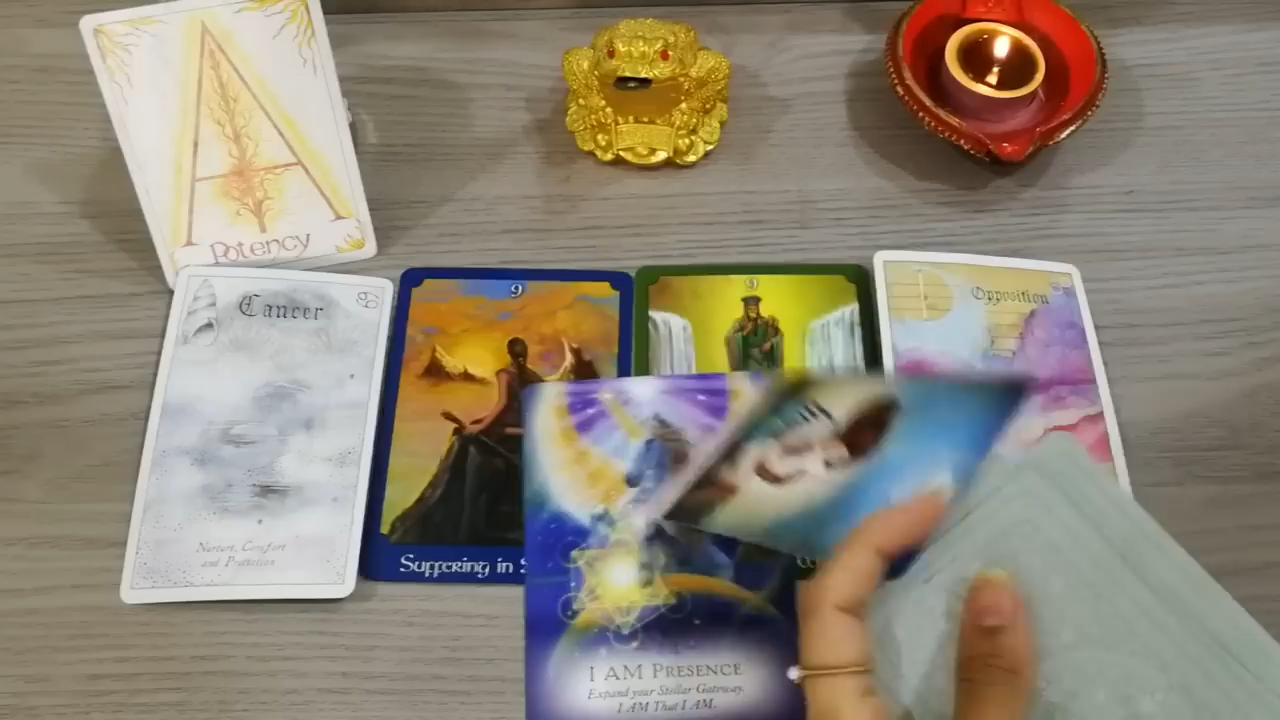 Potency
Cancer
Nurture, Comfort
and Protection
9
Suffering in
9
Opposition
I AM PRESENCE
Expand your Stellar Gateway.
I AM That I AM.